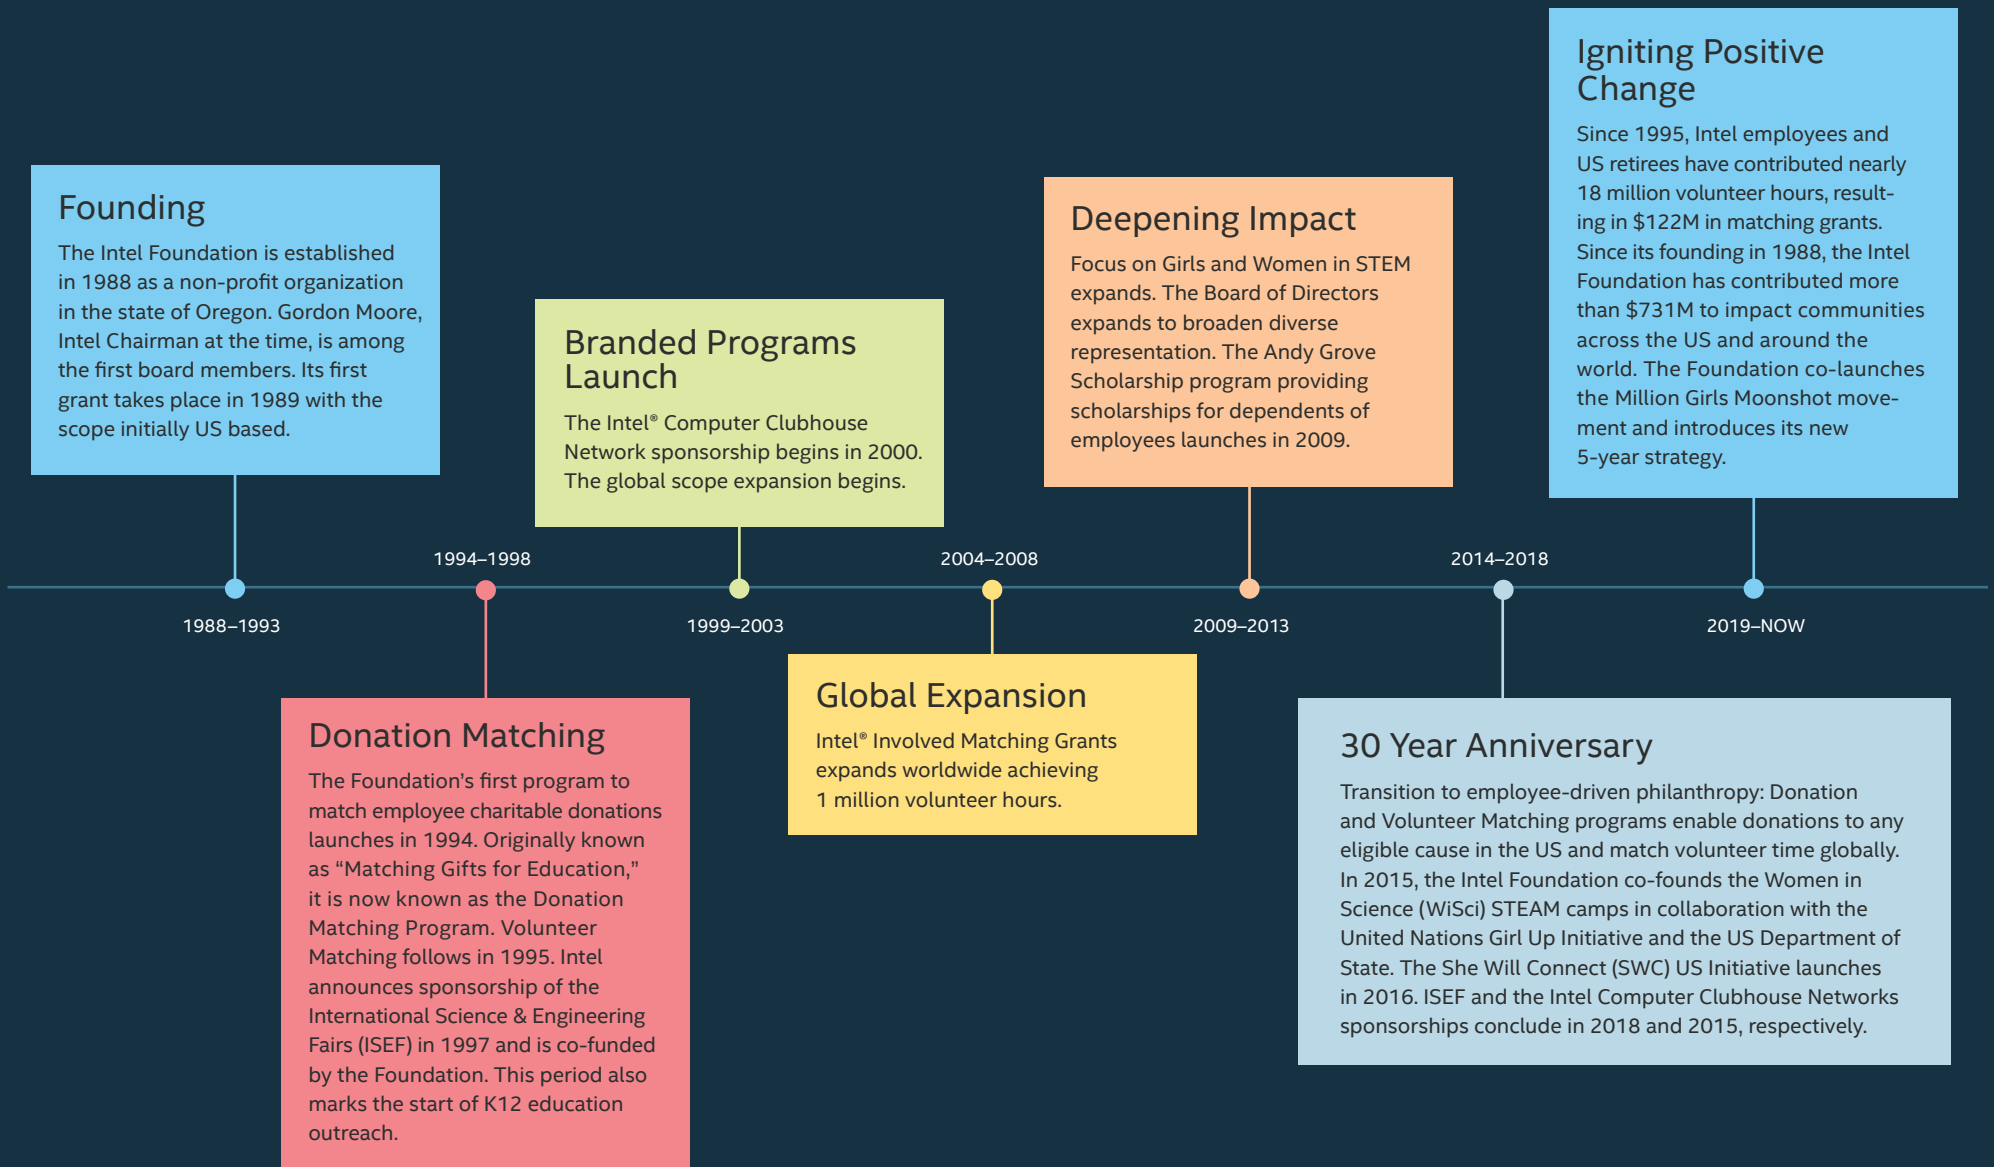 Founding
The Intel Foundation is established
in 1988 as a non-profit organization
in the state of Oregon. Gordon Moore,
Intel Chairman at the time, is among
the first board members. Its first
grant takes place in 1989 with the
scope initially US based.
1988–1993
1994–1998
Donation Matching
The Foundation’s first program to
match employee charitable donations
launches in 1994. Originally known
as “Matching Gifts for Education,”
it is now known as the Donation
Matching Program. Volunteer
Matching follows in 1995. Intel
announces sponsorship of the
International Science & Engineering
Fairs (ISEF) in 1997 and is co-funded
by the Foundation. This period also
marks the start of K12 education
outreach.
Branded Programs
Launch
The Intel® Computer Clubhouse
Network sponsorship begins in 2000.
The global scope expansion begins.
1999–2003
2004–2008
Global Expansion
Intel® Involved Matching Grants
expands worldwide achieving
1 million volunteer hours.
Deepening Impact
Focus on Girls and Women in STEM
expands. The Board of Directors
expands to broaden diverse
representation. The Andy Grove
Scholarship program providing
scholarships for dependents of
employees launches in 2009.
2009–2013
2014–2018
30 Year Anniversary
Transition to employee-driven philanthropy: Donation
and Volunteer Matching programs enable donations to any
eligible cause in the US and match volunteer time globally.
In 2015, the Intel Foundation co-founds the Women in
Science (WiSci) STEAM camps in collaboration with the
United Nations Girl Up Initiative and the US Department of
State. The She Will Connect (SWC) US Initiative launches
in 2016. ISEF and the Intel Computer Clubhouse Networks
sponsorships conclude in 2018 and 2015, respectively.
Igniting Positive
Change
Since 1995, Intel employees and
US retirees have contributed nearly
18 million volunteer hours, result-
ing in $122M in matching grants.
Since its founding in 1988, the Intel
Foundation has contributed more
than $731M to impact communities
across the US and around the
world. The Foundation co-launches
the Million Girls Moonshot move-
ment and introduces its new
5-year strategy.
2019–NOW